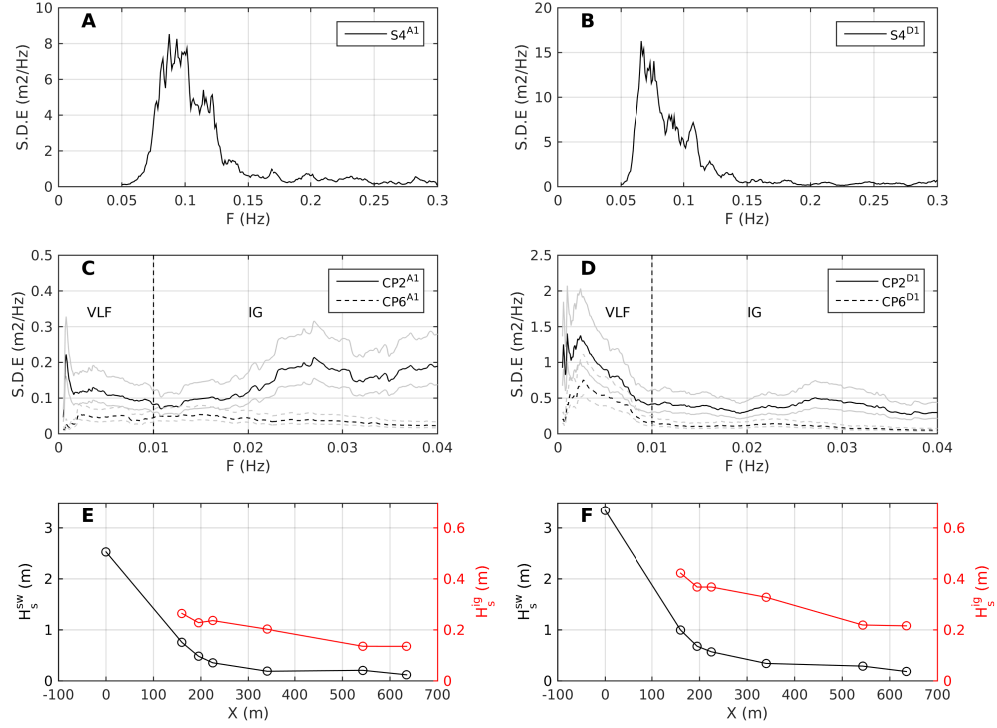 A
S4^A1
S.D.E (m2/Hz)
10
8
6
4
2
0
0 0.05 0.1 0.15 0.2 0.25 0.3
F (Hz)
B
S4^D1
S.D.E (m2/Hz)
20
15
10
5
0
0 0.05 0.1 0.15 0.2 0.25 0.3
F (Hz)
C
CP2^A1
CP6^A1
VLF IG
S.D.E (m2/Hz)
0.5
0.4
0.3
0.2
0.1
0
0 0.01 0.02 0.03 0.04
F (Hz)
D
CP2^D1
CP6^D1
VLF IG
S.D.E (m2/Hz)
2.5
2
1.5
1
0.5
0
0 0.01 0.02 0.03 0.04
F (Hz)
E
H_s^sw (m)
3
2
1
0
0.6
0.4
0.2
0
H_s^ig (m)
-100 0 100 200 300 400 500 600 700
X (m)
F
H_s^sw (m)
3
2
1
0
0.6
0.4
0.2
0
H_s^ig (m)
-100 0 100 200 300 400 500 600 700
X (m)